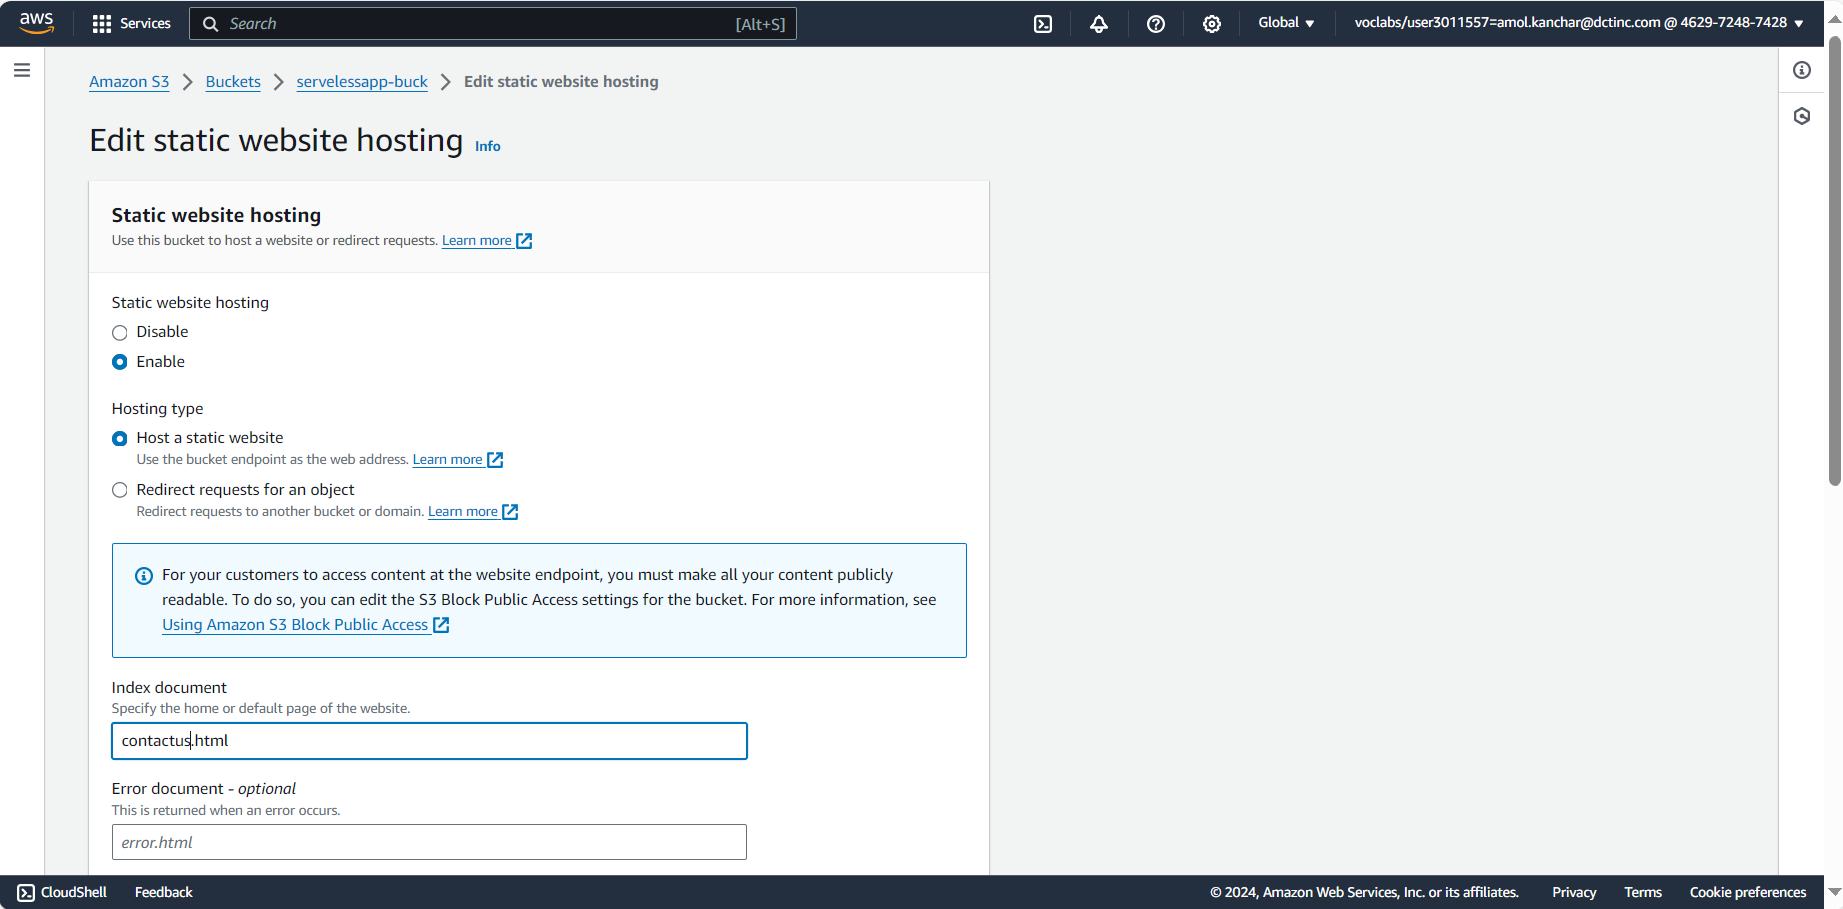 aws Services Search [Alt+S] Global voclabs/user3011557=amol.kanchar@dctinc.com @ 4629-7248-7428
Amazon S3 Buckets servelessapp-buck Edit static website hosting
Edit static website hosting Info
Static website hosting
Use this bucket to host a website or redirect requests. Learn more
Static website hosting
Disable
Enable
Hosting type
Host a static website
Use the bucket endpoint as the web address. Learn more
Redirect requests for an object
Redirect requests to another bucket or domain. Learn more
For your customers to access content at the website endpoint, you must make all your content publicly
readable. To do so, you can edit the S3 Block Public Access settings for the bucket. For more information, see
Using Amazon S3 Block Public Access
Index document
Specify the home or default page of the website.
contactus.html
Error document - optional
This is returned when an error occurs.
error.html
CloudShell Feedback © 2024, Amazon Web Services, Inc. or its affiliates. Privacy Terms Cookie preferences